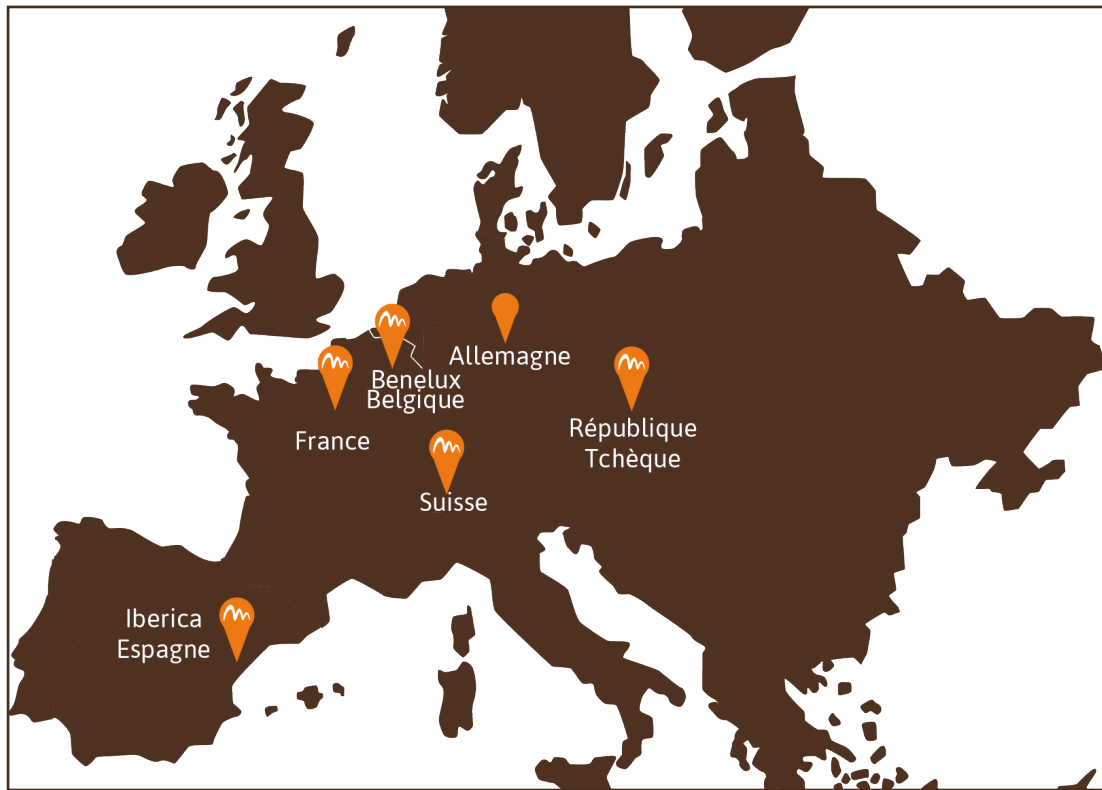 Allemagne
Benelux
Belgique
France
République
Tchèque
Suisse
Iberica
Espagne